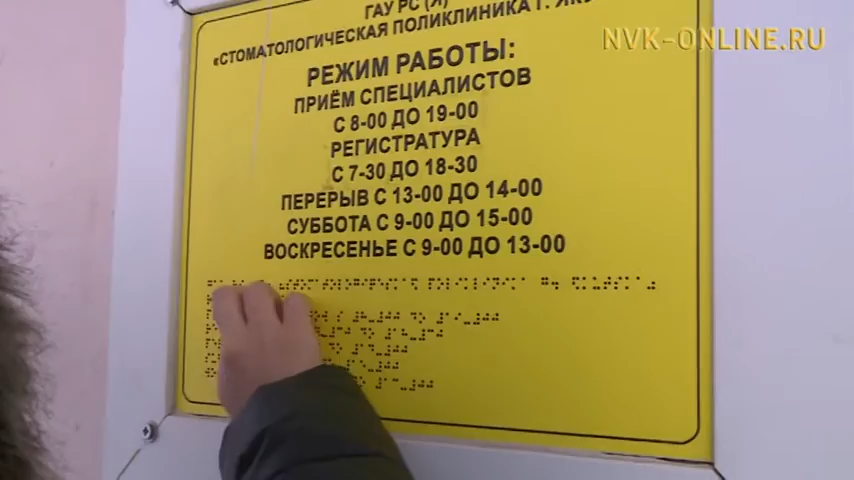 ГАУ РС (Я)
«СТОМАТОЛОГИЧЕСКАЯ ПОЛИКЛИНИКА Г.
NVK-ONLINE.RU
РЕЖИМ РАБОТЫ:
ПРИЁМ СПЕЦИАЛИСТОВ
С 8-00 ДО 19-00
РЕГИСТРАТУРА
С 7-30 ДО 18-30
ПЕРЕРЫВ С 13-00 ДО 14-00
СУББОТА С 9-00 ДО 15-00
ВОСКРЕСЕНЬЕ С 9-00 ДО 13-00